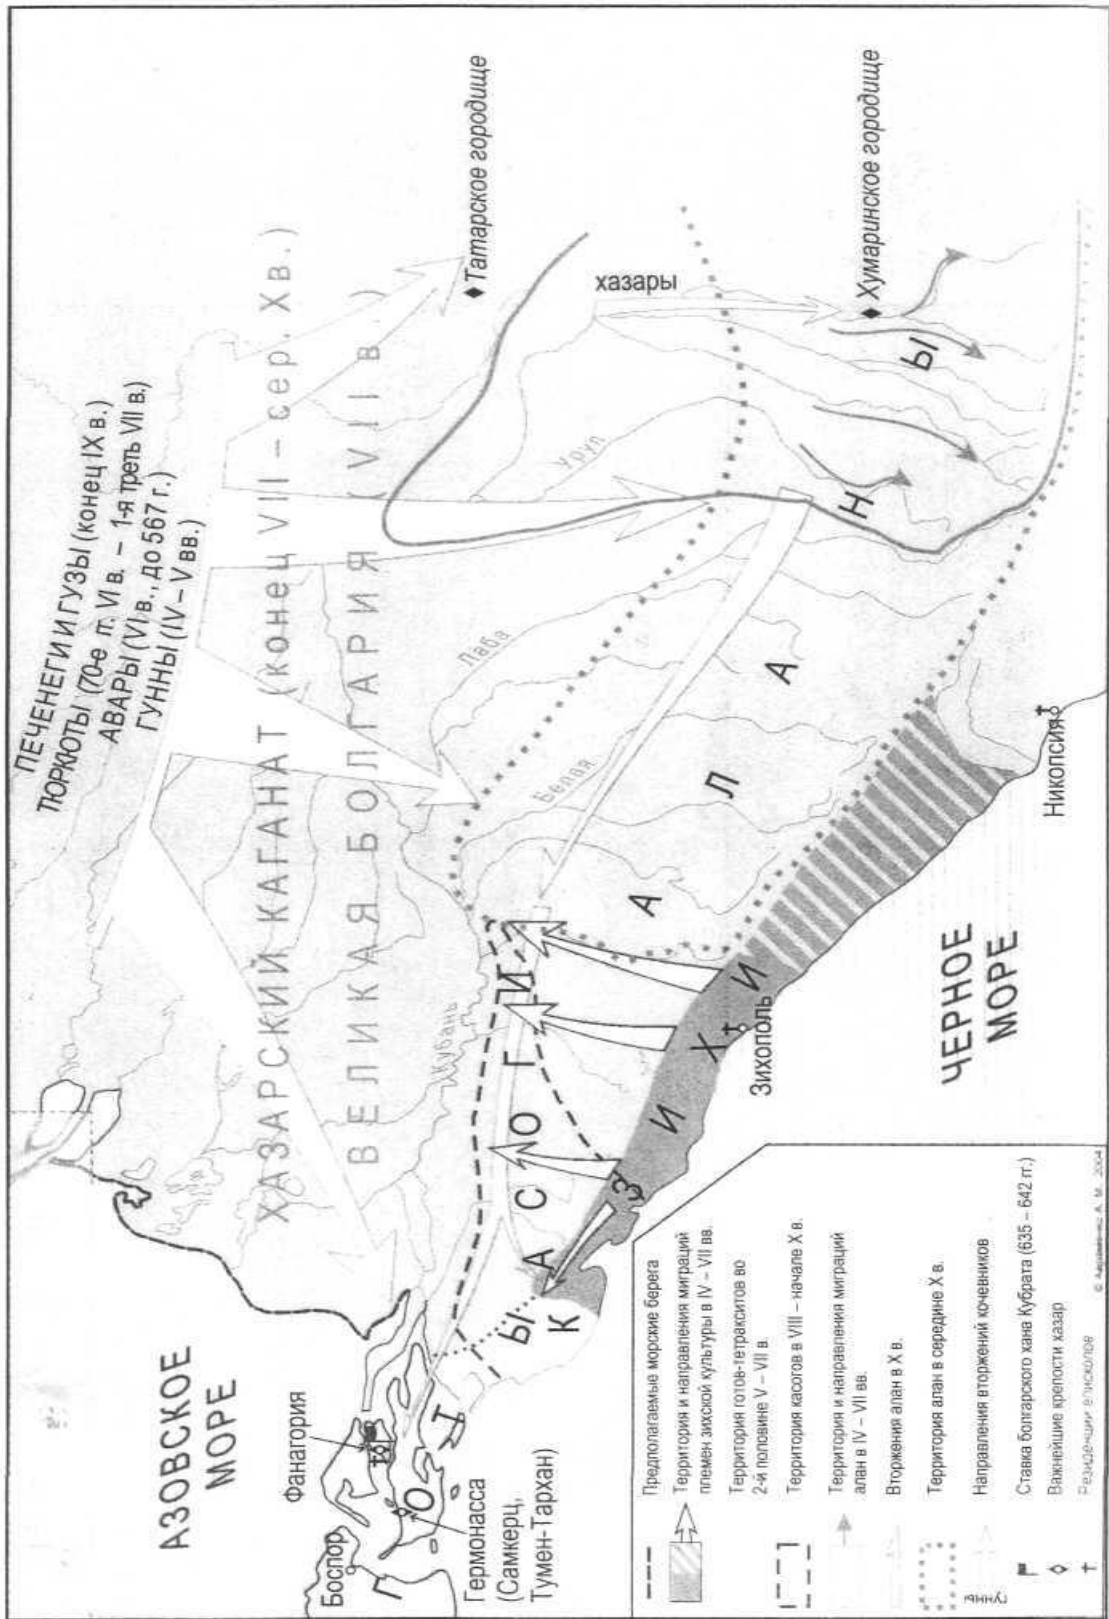 ПЕЧЕНЕГИ И ГУЗЫ (конец IX в.)
ТЮРКЮТЫ (70-е гг. VI в. – 1-я треть VII в.)
АВАРЫ (VI в., до 567 г.)
ГУННЫ (IV – V вв.)
ХАЗАРСКИЙ КАГАНАТ (конец VII – сер. X в.)
ВЕЛИКАЯ БОЛГАРИЯ (VII в.)
АЗОВСКОЕ
МОРЕ
Фанагория
Боспор
Гермонасса
(Самкерц,
Тумен-Тархан)
ГОТЫ
КАСОГИ
ЗИХИ
АЛАНЫ
Кубань
Белая
Лаба
Уруп
хазары
Татарское городище
Хумаринское городище
Зихополь
Никопсия
ЧЕРНОЕ
МОРЕ
Предполагаемые морские берега
Территория и направления миграций
племен зихской культуры в IV – VII вв.
Территория готов-тетракситов во
2-й половине V – VII в.
Территория касогов в VIII – начале X в.
Территория и направления миграций
алан в IV – VII вв.
Вторжения алан в X в.
Территория алан в середине X в.
гунны
Направления вторжений кочевников
Ставка болгарского хана Кубрата (635 – 642 гг.)
Важнейшие крепости хазар
Резиденции епископов
А. М. 2004